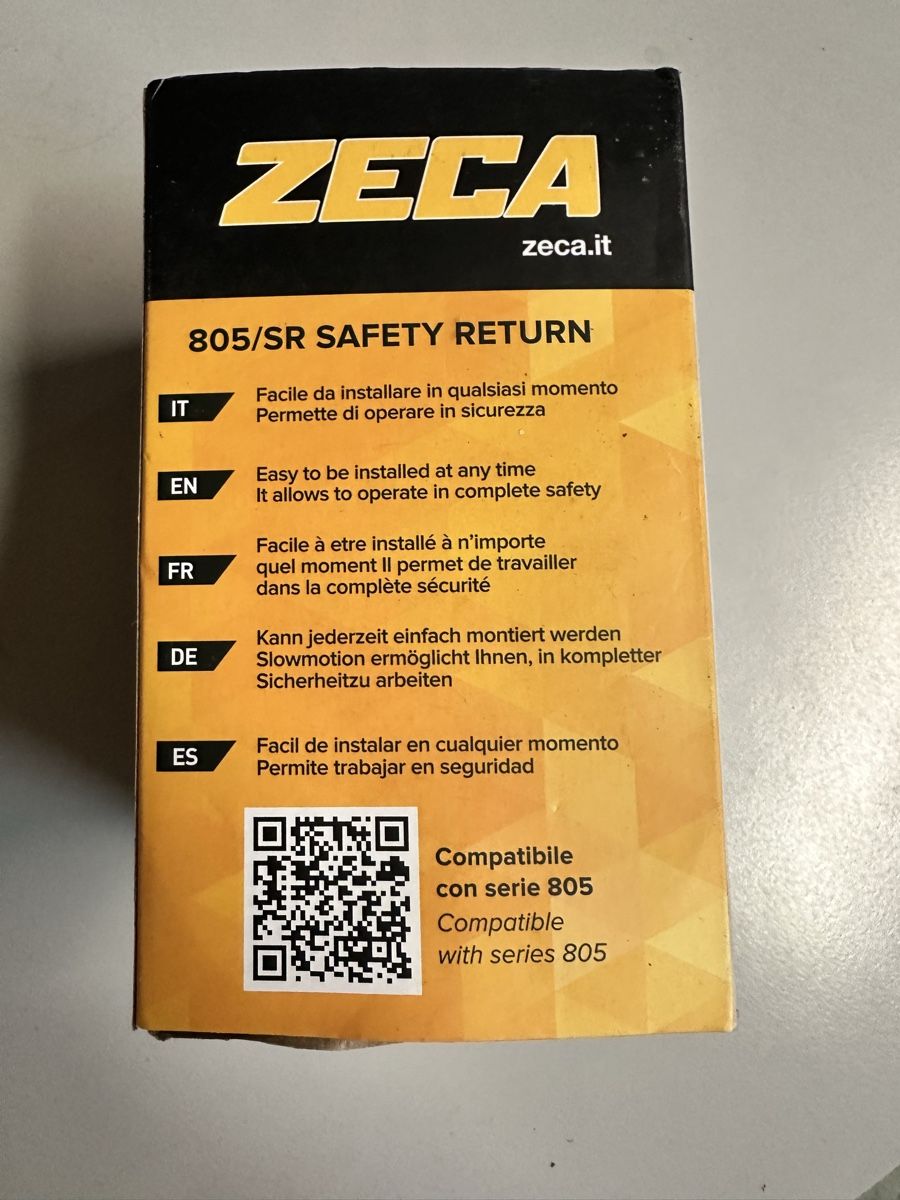 ZECA
zeca.it
805/SR SAFETY RETURN
IT
Facile da installare in qualsiasi momento
Permette di operare in sicurezza
EN
Easy to be installed at any time
It allows to operate in complete safety
FR
Facile à etre installé à n'importe
quel moment Il permet de travailler
dans la complète sécurité
DE
Kann jederzeit einfach montiert werden
Slowmotion ermöglicht Ihnen, in kompletter
Sicherheitzu arbeiten
ES
Facil de instalar en cualquier momento
Permite trabajar en seguridad
Compatibile
con serie 805
Compatible
with series 805